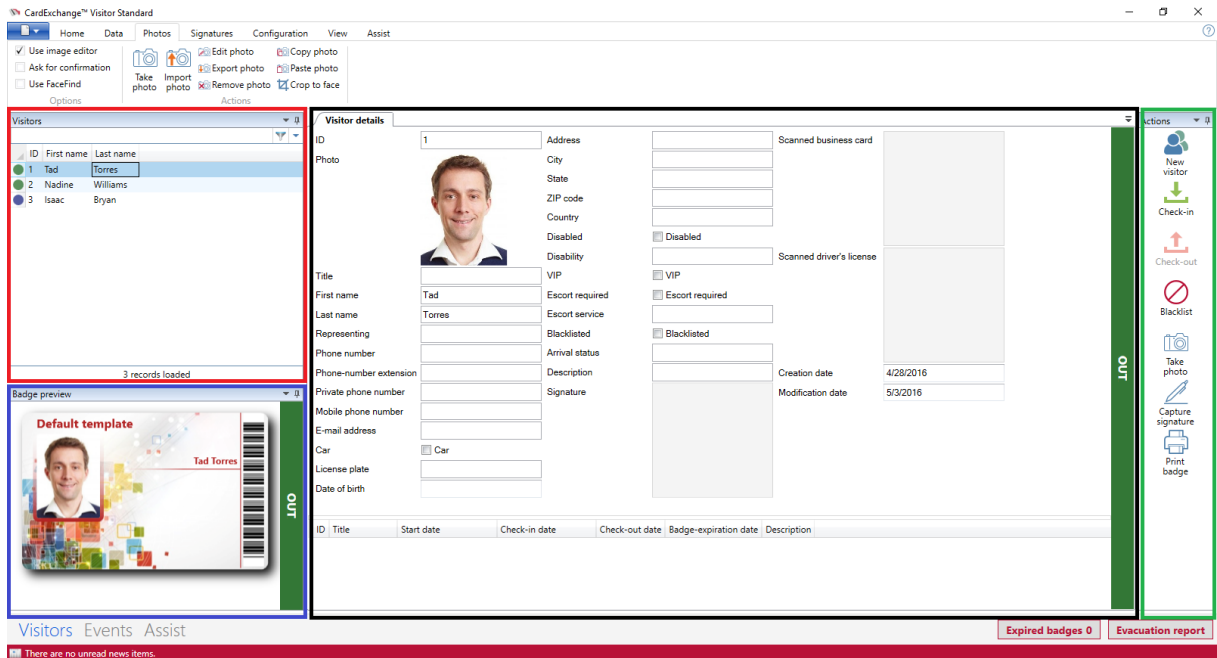 CardExchange™ Visitor Standard
Home Data Photos Signatures Configuration View Assist
Use image editor
Ask for confirmation
Use FaceFind
Options
Take photo
Import photo
Edit photo
Export photo
Remove photo
Copy photo
Paste photo
Crop to face
Actions
Visitors
ID First name Last name
1 Tad Torres
2 Nadine Williams
3 Isaac Bryan
3 records loaded
Badge preview
Default template
Tad Torres
OUT
Visitor details
ID 1
Photo
Title
First name Tad
Last name Torres
Representing
Phone number
Phone-number extension
Private phone number
Mobile phone number
E-mail address
Car Car
License plate
Date of birth
Address
City
State
ZIP code
Country
Disabled Disabled
Disability
VIP VIP
Escort required Escort required
Escort service
Blacklisted Blacklisted
Arrival status
Description
Signature
Scanned business card
Scanned driver's license
Creation date 4/28/2016
Modification date 5/3/2016
OUT
ID Title Start date Check-in date Check-out date Badge-expiration date Description
Actions
New
visitor
Check-in
Check-out
Blacklist
Take
photo
Capture
signature
Print
badge
Visitors Events Assist
Expired badges 0
Evacuation report
There are no unread news items.